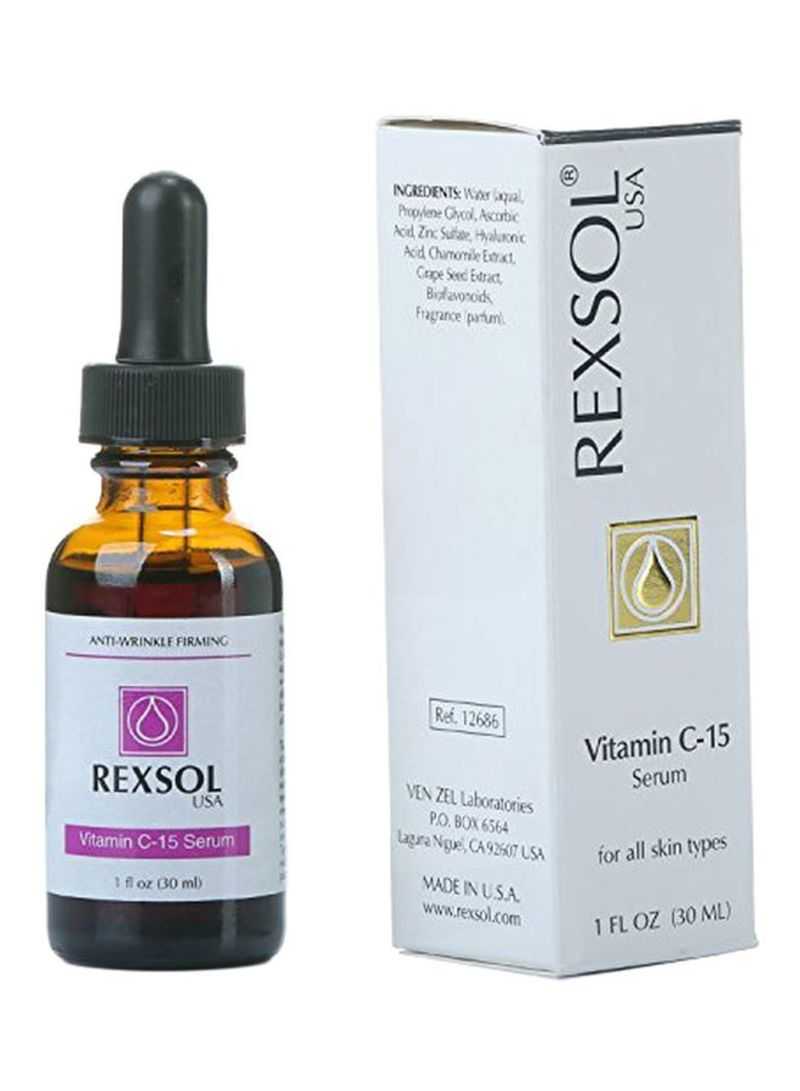 ANTI-WRINKLE FIRMING
REXSOL
USA
Vitamin C-15 Serum
1 fl oz (30 ml)
INGREDIENTS: Water (aqua),
Propylene Glycol, Ascorbic
Acid, Zinc Sulfate, Hyaluronic
Acid, Chamomile Extract,
Grape Seed Extract,
Bioflavonoids,
Fragrance (parfum).
Ref. 12686
VEN ZEL Laboratories
P.O. BOX 6564
Laguna Niguel, CA 92607 USA
MADE IN U.S.A.
www.rexsol.com
REXSOL®
USA
Vitamin C-15
Serum
for all skin types
1 FL OZ (30 ML)